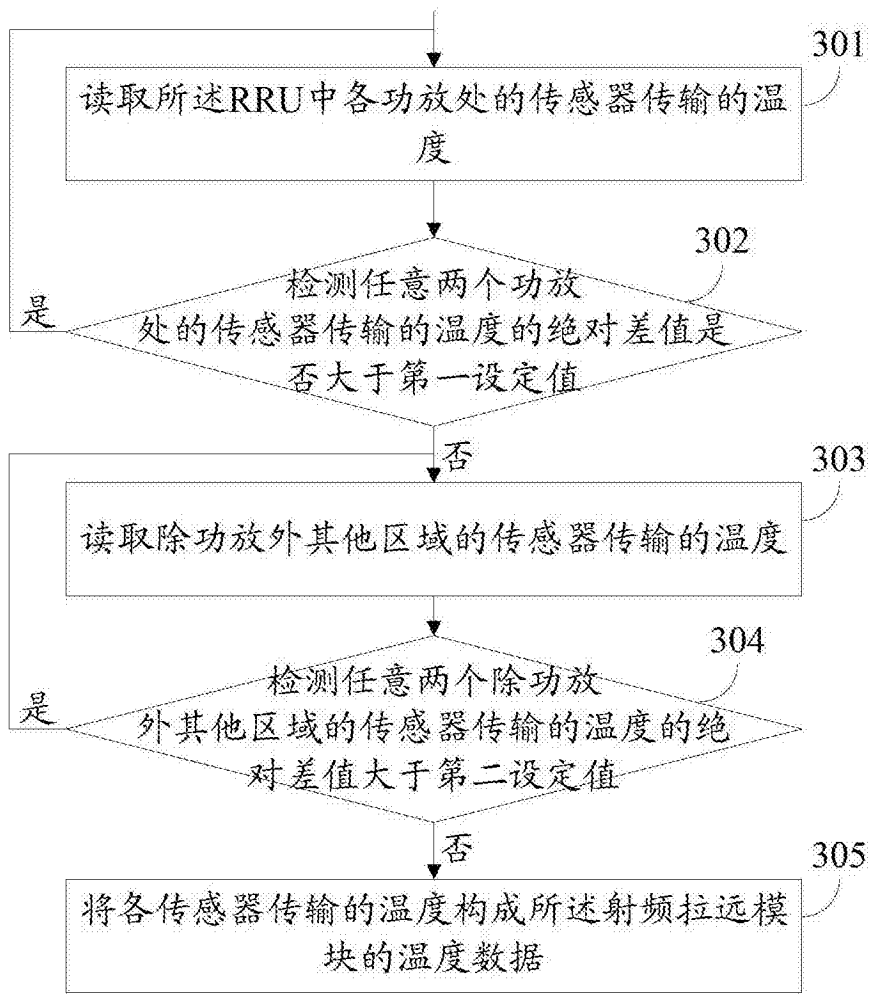 301
读取所述RRU中各功放处的传感器传输的温
度
302
检测任意两个功放
处的传感器传输的温度的绝对差值是
否大于第一设定值
是
否
303
读取除功放外其他区域的传感器传输的温度
304
检测任意两个除功放
外其他区域的传感器传输的温度的绝
对差值大于第二设定值
是
否
305
将各传感器传输的温度构成所述射频拉远模
块的温度数据